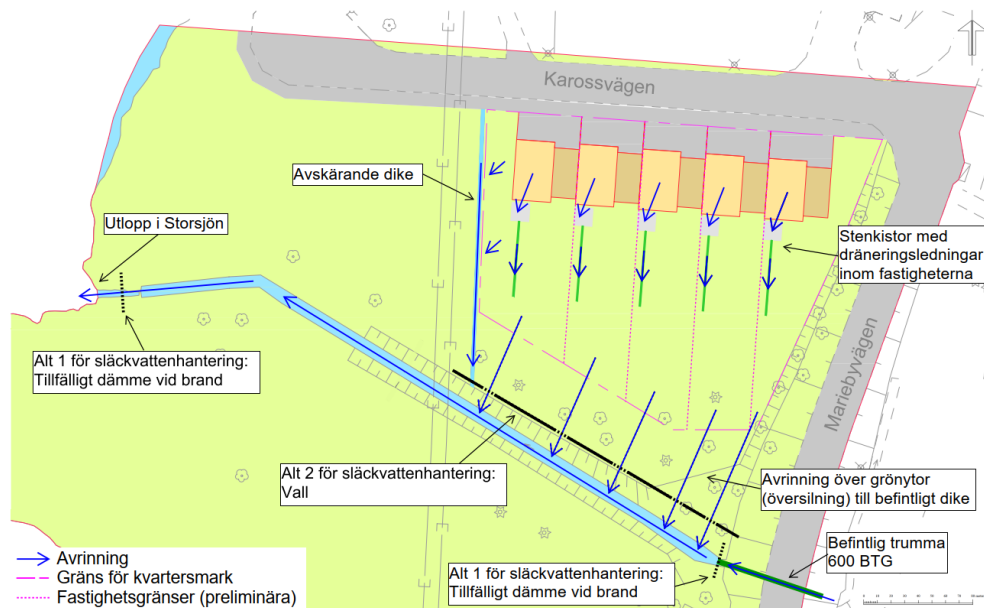 Karossvägen
Avskärande dike
Utlopp i Storsjön
Stenkistor med
dräneringsledningar
inom fastigheterna
Mariebyvägen
Alt 1 för släckvattenhantering:
Tillfälligt dämme vid brand
Alt 2 för släckvattenhantering:
Vall
Avrinning över grönytor
(översilning) till befintligt dike
Befintlig trumma
600 BTG
Alt 1 för släckvattenhantering:
Tillfälligt dämme vid brand
Avrinning
Gräns för kvartersmark
Fastighetsgränser (preliminära)